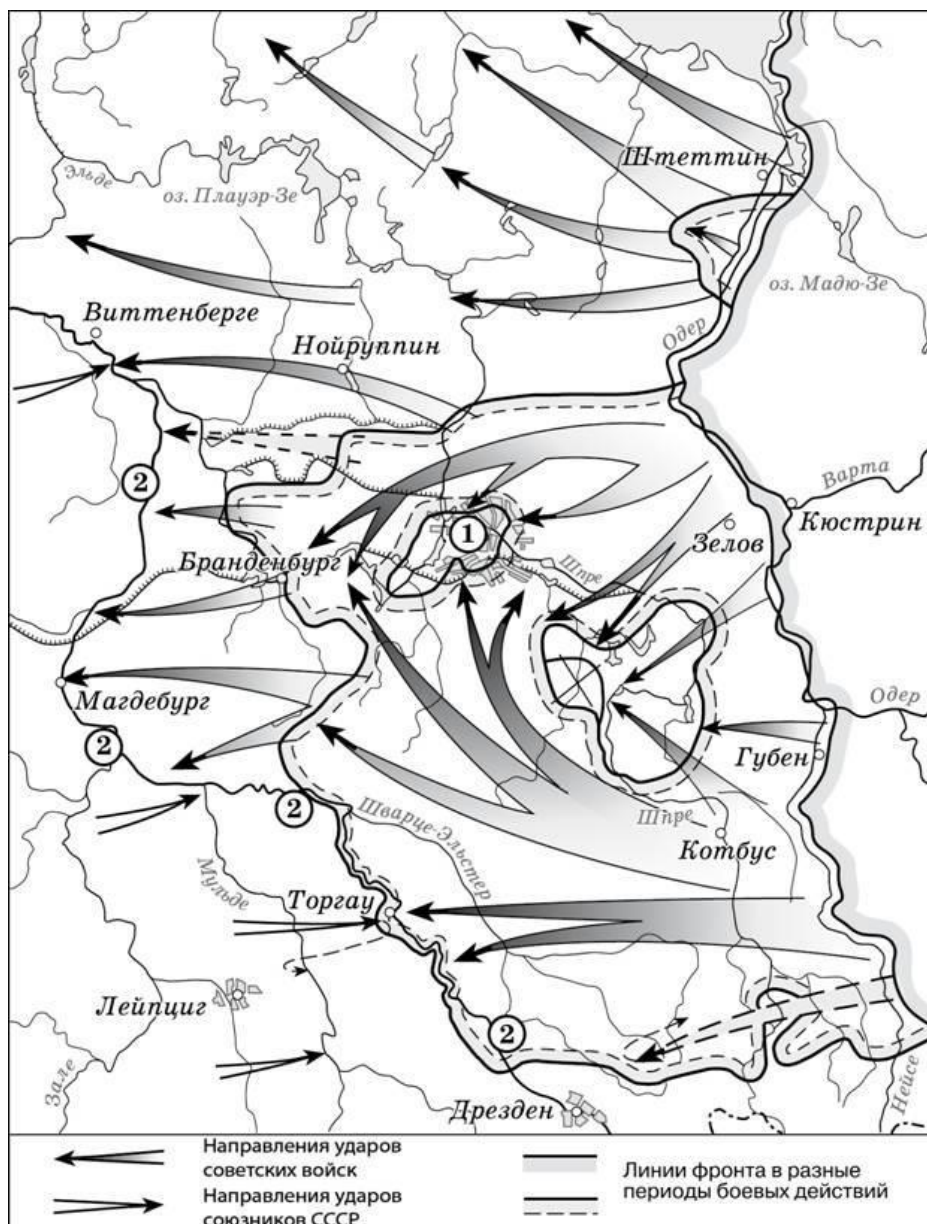 Штеттин
Эльде
оз. Плауэр-Зе
оз. Мадю-Зе
Виттенберге
Одер
Нойруппин
2
Варта
1
Кюстрин
Зелов
Бранденбург
Шпре
Магдебург
Одер
2
Губен
2
Шварце-Эльстер
Шпре
Котбус
Мульде
Торгау
Лейпциг
2
Зале
Нейсе
Дрезден
Направления ударов
советских войск
Направления ударов
союзников СССР
Линии фронта в разные
периоды боевых действий